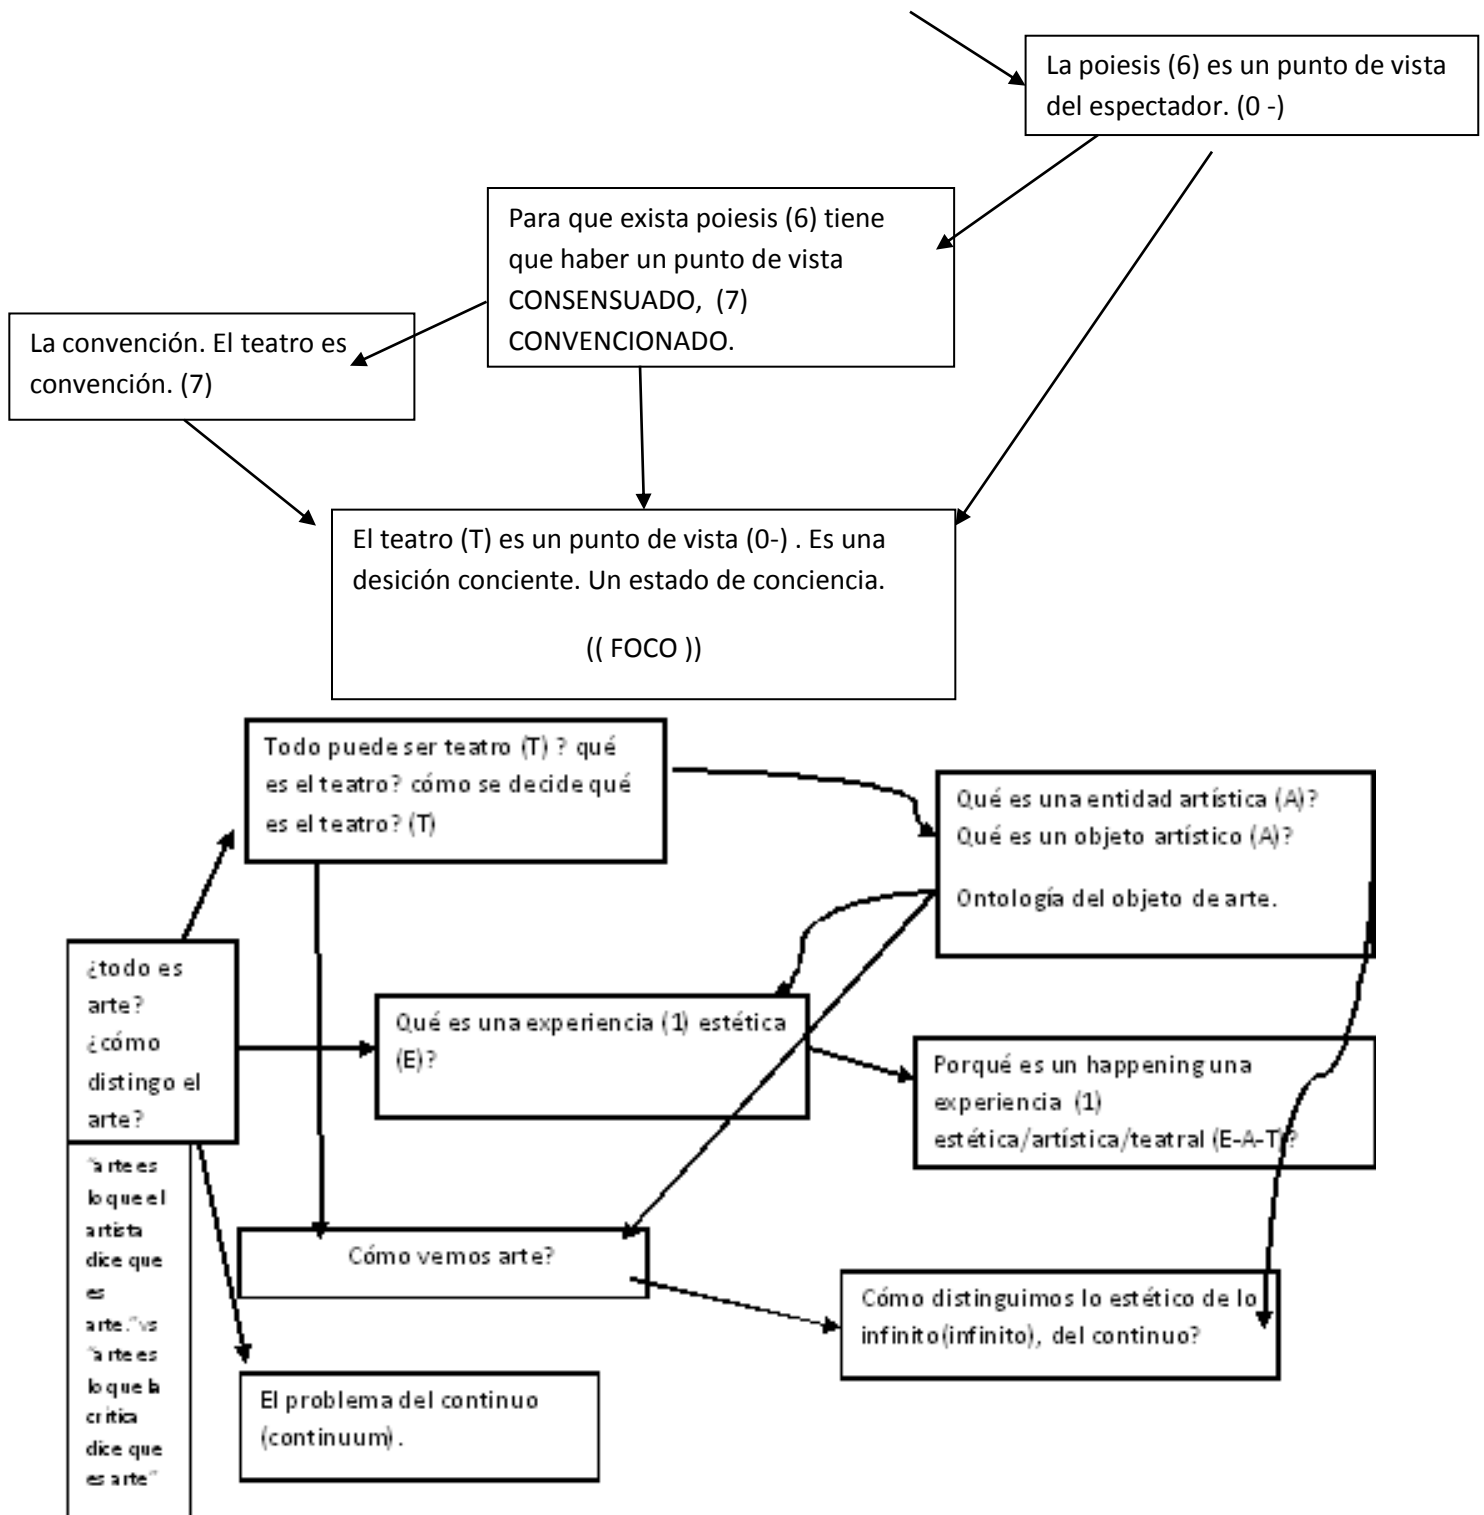 La poiesis (6) es un punto de vista
del espectador. (0 -)
Para que exista poiesis (6) tiene
que haber un punto de vista
CONSENSUADO, (7)
CONVENCIONADO.
La convención. El teatro es
convención. (7)
El teatro (T) es un punto de vista (0-) . Es una
desición conciente. Un estado de conciencia.
(( FOCO ))
Todo puede ser teatro (T) ? qué
es el teatro? cómo se decide qué
es el teatro? (T)
Qué es una entidad artística (A)?
Qué es un objeto artístico (A)?
Ontología del objeto de arte.
¿todo es
arte?
¿cómo
distingo el
arte?
"arte es
lo que el
artista
dice que
es
arte." vs
"arte es
lo que la
crítica
dice que
es arte"
Qué es una experiencia (1) estética
(E)?
Porqué es un happening una
experiencia (1)
estética/artística/teatral (E-A-T)?
Cómo vemos arte?
Cómo distinguimos lo estético de lo
infinito(infinito), del continuo?
El problema del continuo
(continuum).